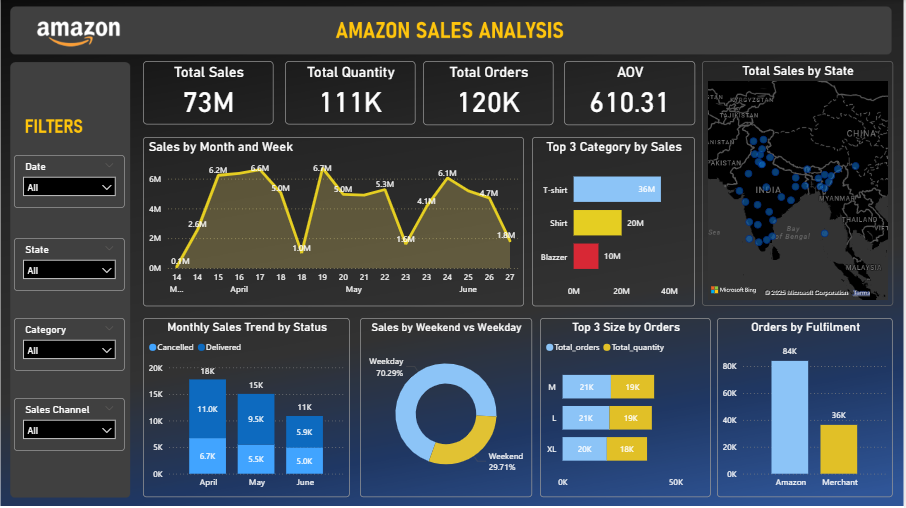 amazon
AMAZON SALES ANALYSIS
FILTERS
Date
All
State
All
Category
All
Sales Channel
All
Total Sales
73M
Total Quantity
111K
Total Orders
120K
AOV
610.31
Total Sales by State
KYRGYZSTAN
TAJIKISTAN
CHINA
INDIA
MYANMAR
THAILAND
Bay
of Bengal
MALAYSIA
Microsoft Bing
© 2025 Microsoft Corporation Terms
Sales by Month and Week
6M
4M
2M
0M
0.1M
2.6M
6.2M
6.6M
5.0M
1.0M
6.7M
5.0M
5.3M
4.1M
6.1M
4.7M
14 14 15 16 17 18 18 19 20 21 22 23 23 24 25 26 27
M... April May June
Top 3 Category by Sales
T-shirt 36M
Shirt 20M
Blazzer 10M
0M 20M 40M
Monthly Sales Trend by Status
Cancelled Delivered
20K
15K
10K
5K
0K
18K
11.0K
6.7K
15K
9.5K
5.5K
11K
5.9K
5.0K
April May June
Sales by Weekend vs Weekday
Weekday
70.29%
Weekend
29.71%
Top 3 Size by Orders
Total_orders Total_quantity
M 21K 19K
L 21K 19K
XL 20K 18K
0K 50K
Orders by Fulfilment
80K
60K
40K
20K
0K
84K
36K
Amazon Merchant